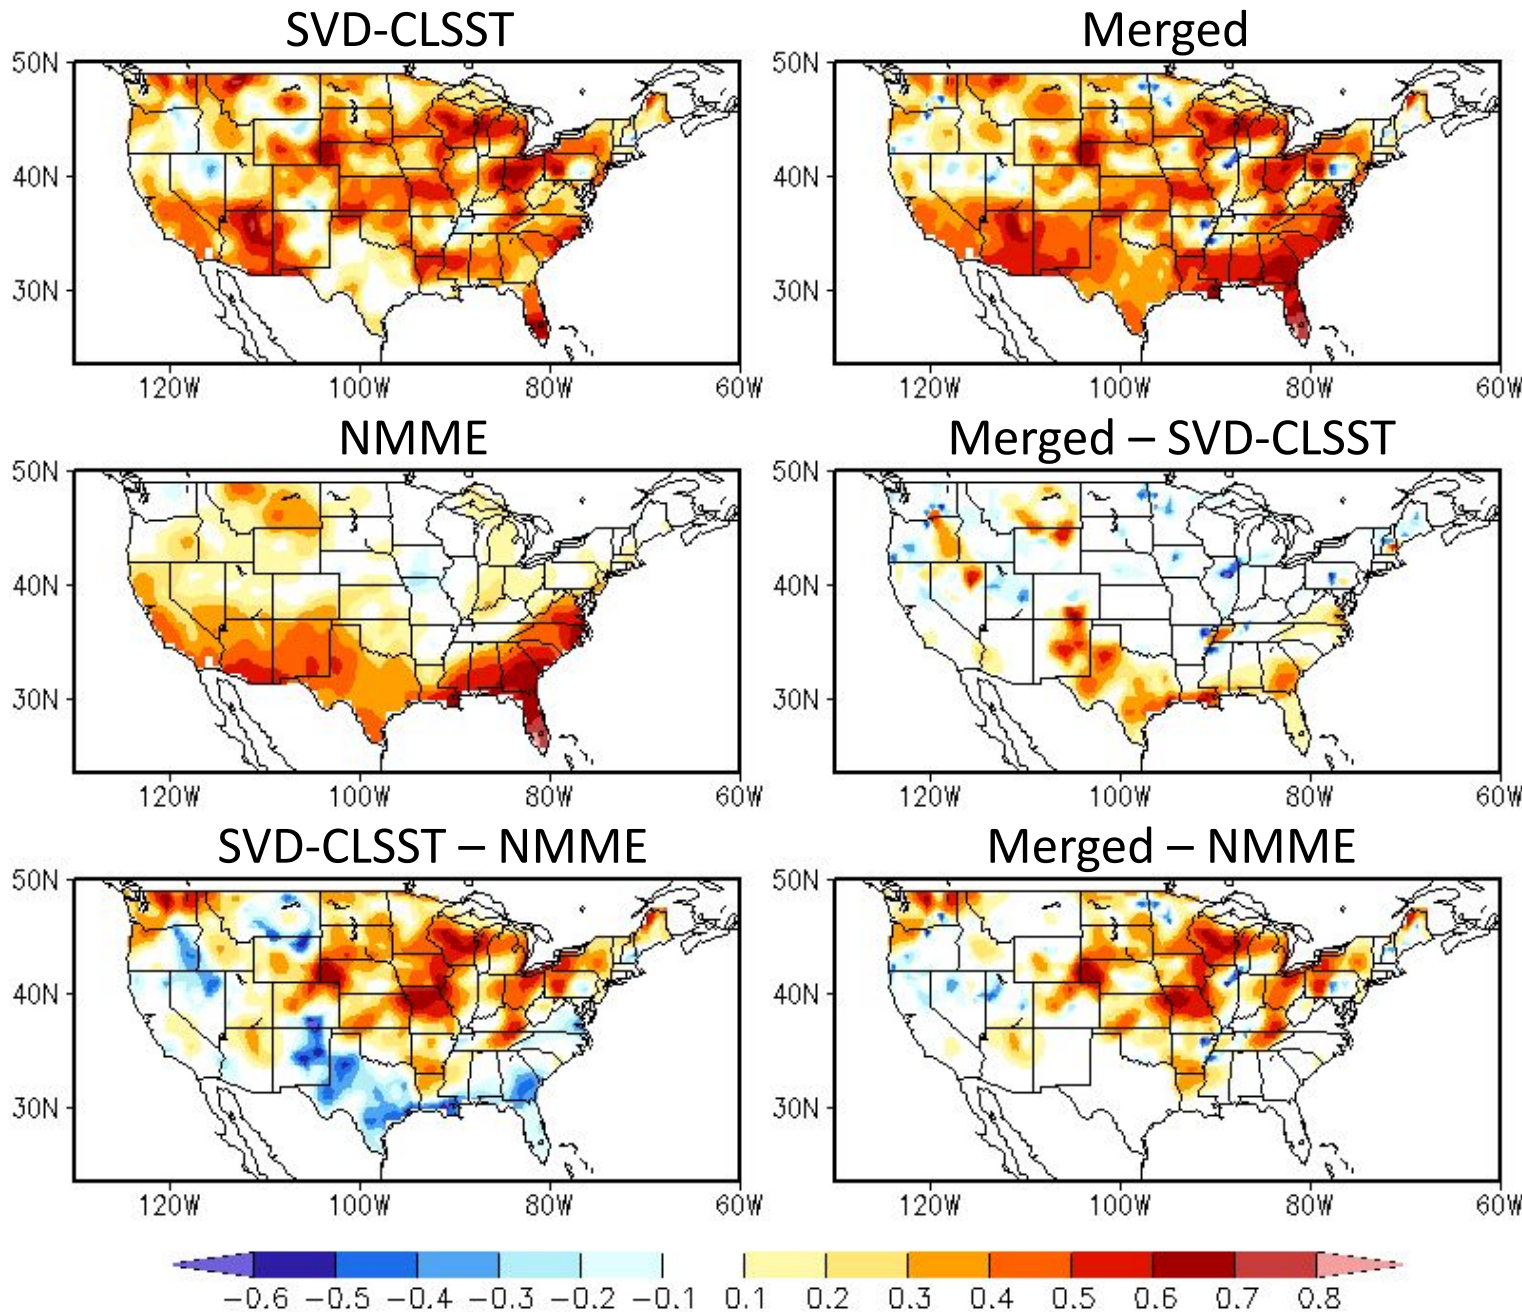 SVD-CLSST
Merged
50N
40N
30N
120W 100W 80W 60W
50N
40N
30N
120W 100W 80W 60W
NMME
Merged – SVD-CLSST
50N
40N
30N
120W 100W 80W 60W
50N
40N
30N
120W 100W 80W 60W
SVD-CLSST – NMME
Merged – NMME
50N
40N
30N
120W 100W 80W 60W
50N
40N
30N
120W 100W 80W 60W
−0.6 −0.5 −0.4 −0.3 −0.2 −0.1 0.1 0.2 0.3 0.4 0.5 0.6 0.7 0.8